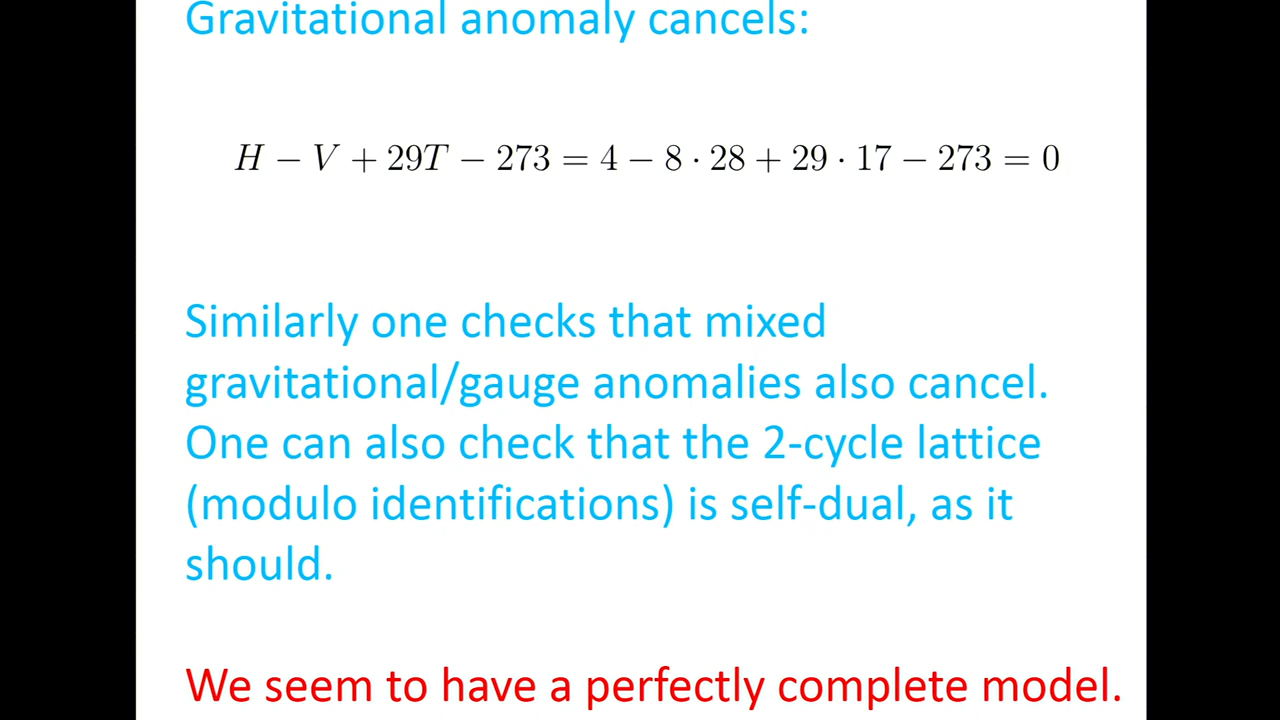 Gravitational anomaly cancels:
H − V + 29T − 273 = 4 − 8 · 28 + 29 · 17 − 273 = 0
Similarly one checks that mixed
gravitational/gauge anomalies also cancel.
One can also check that the 2-cycle lattice
(modulo identifications) is self-dual, as it
should.
We seem to have a perfectly complete model.